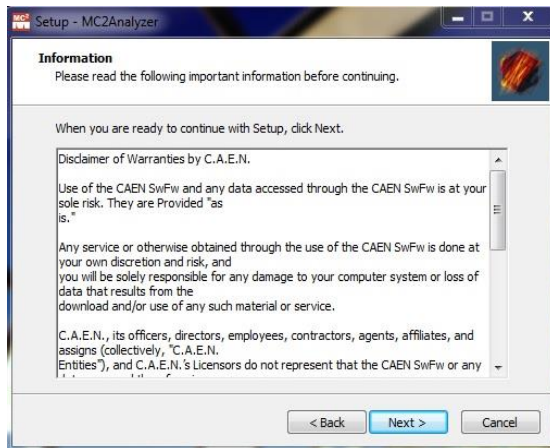 MC²
Setup - MC2Analyzer
Information
Please read the following important information before continuing.
When you are ready to continue with Setup, click Next.
Disclaimer of Warranties by C.A.E.N.
Use of the CAEN SwFw and any data accessed through the CAEN SwFw is at your
sole risk. They are Provided "as
is."
Any service or otherwise obtained through the use of the CAEN SwFw is done at
your own discretion and risk, and
you will be solely responsible for any damage to your computer system or loss of
data that results from the
download and/or use of any such material or service.
C.A.E.N., its officers, directors, employees, contractors, agents, affiliates, and
assigns (collectively, "C.A.E.N.
Entities"), and C.A.E.N.'s Licensors do not represent that the CAEN SwFw or any
< Back
Next >
Cancel